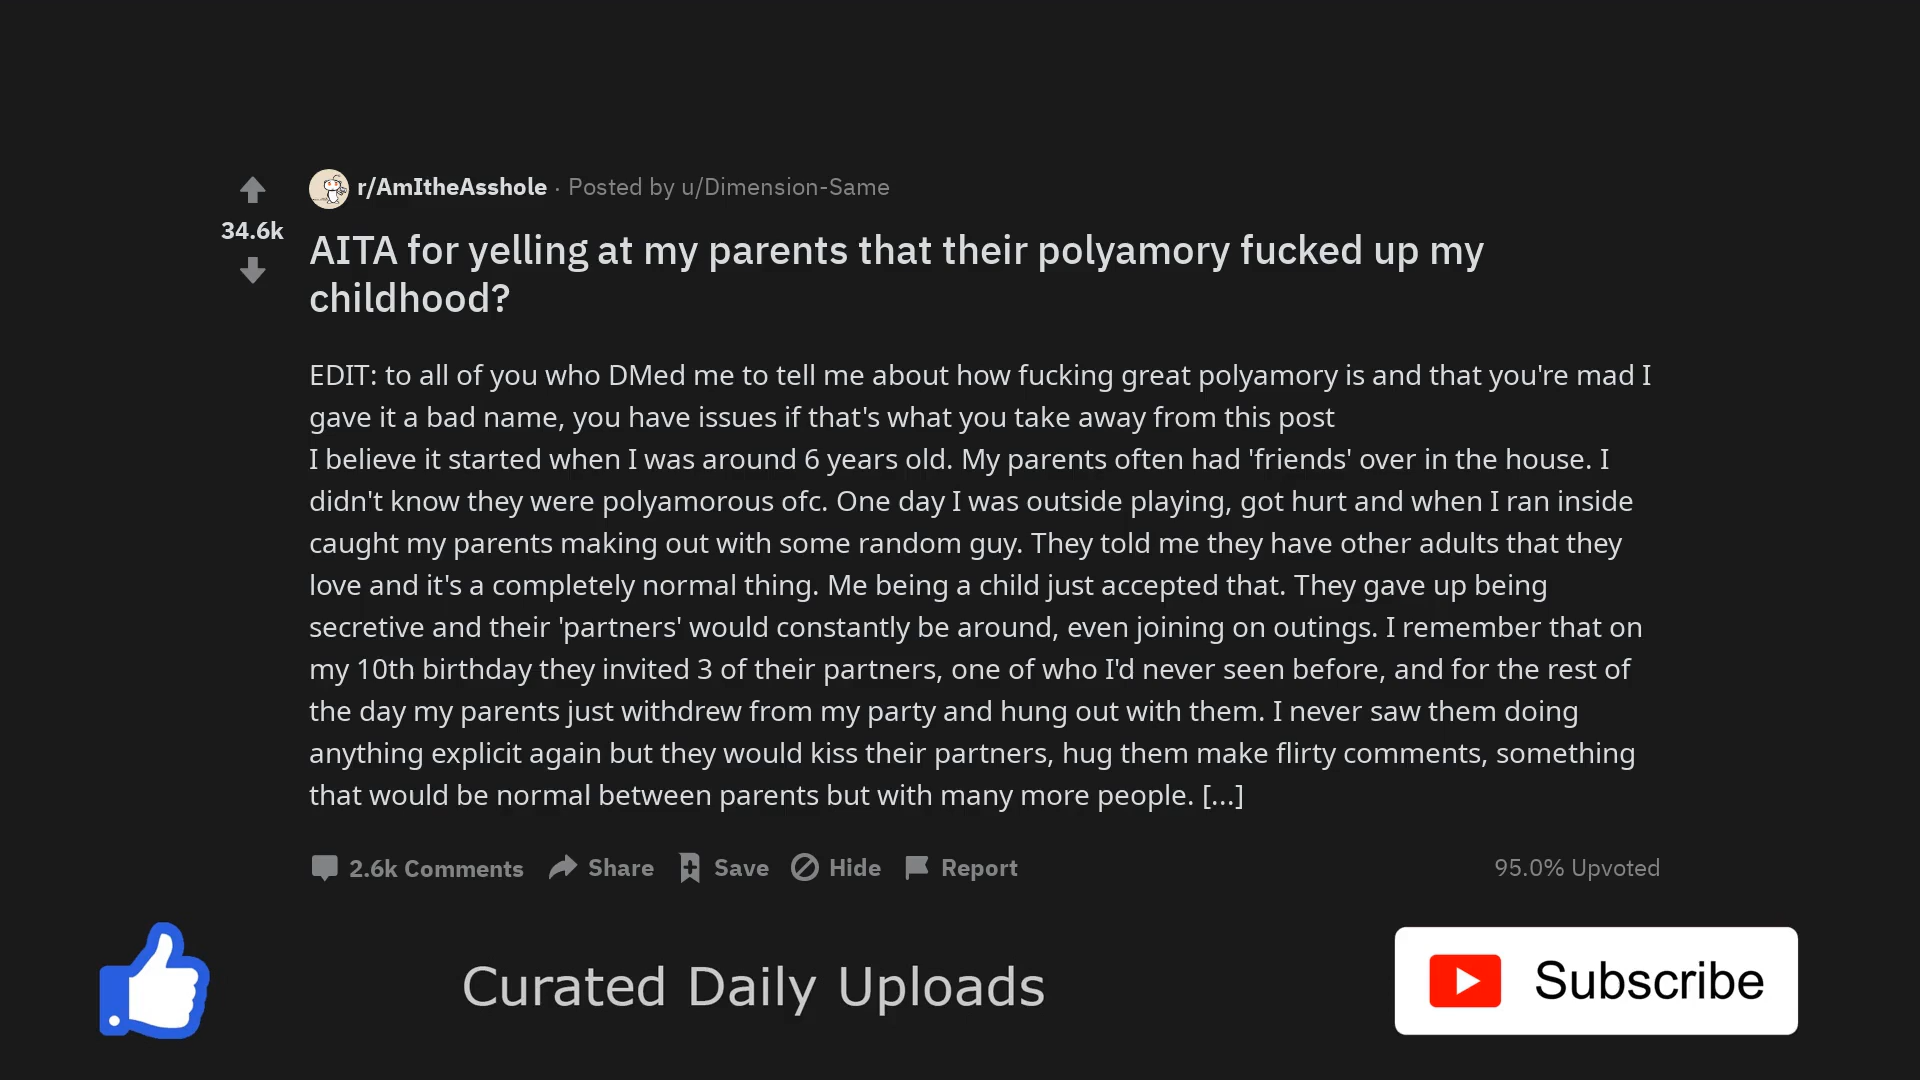 r/AmItheAsshole · Posted by u/Dimension-Same
34.6k
AITA for yelling at my parents that their polyamory fucked up my
childhood?
EDIT: to all of you who DMed me to tell me about how fucking great polyamory is and that you're mad I
gave it a bad name, you have issues if that's what you take away from this post
I believe it started when I was around 6 years old. My parents often had 'friends' over in the house. I
didn't know they were polyamorous ofc. One day I was outside playing, got hurt and when I ran inside
caught my parents making out with some random guy. They told me they have other adults that they
love and it's a completely normal thing. Me being a child just accepted that. They gave up being
secretive and their 'partners' would constantly be around, even joining on outings. I remember that on
my 10th birthday they invited 3 of their partners, one of who I'd never seen before, and for the rest of
the day my parents just withdrew from my party and hung out with them. I never saw them doing
anything explicit again but they would kiss their partners, hug them make flirty comments, something
that would be normal between parents but with many more people. [...]
2.6k Comments Share Save Hide Report 95.0% Upvoted
Curated Daily Uploads
Subscribe